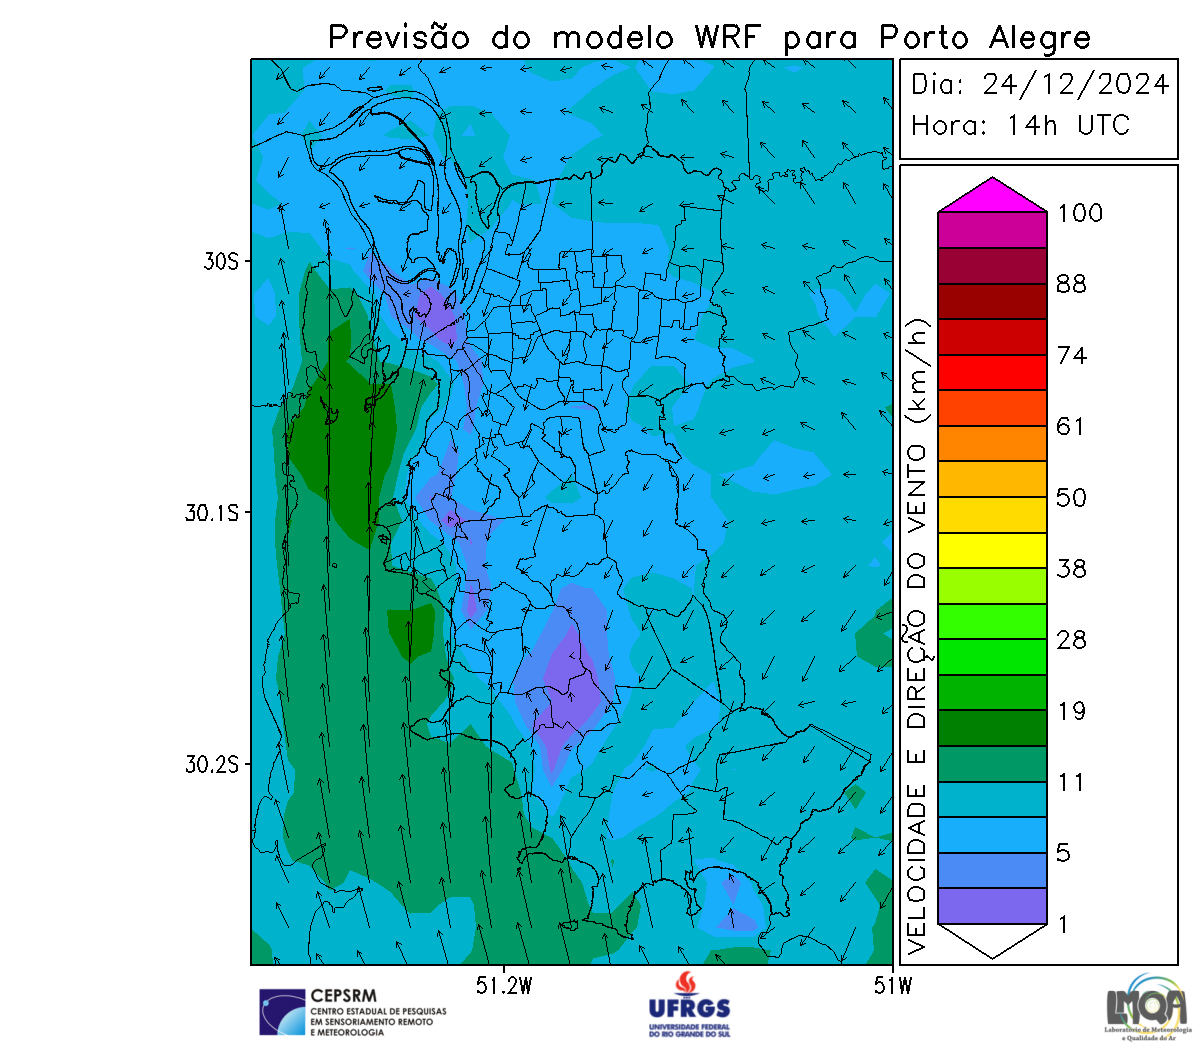 Previsão do modelo WRF para Porto Alegre
Dia: 24/12/2024
Hora: 14h UTC
100
88
74
61
50
38
28
19
11
5
1
VELOCIDADE E DIREÇÃO DO VENTO (km/h)
30S
30.1S
30.2S
51.2W
51W
CEPSRM
CENTRO ESTADUAL DE PESQUISAS
EM SENSORIAMENTO REMOTO
E METEOROLOGIA
UFRGS
UNIVERSIDADE FEDERAL
DO RIO GRANDE DO SUL
LMQA
Laboratório de Meteorologia
e Qualidade do Ar